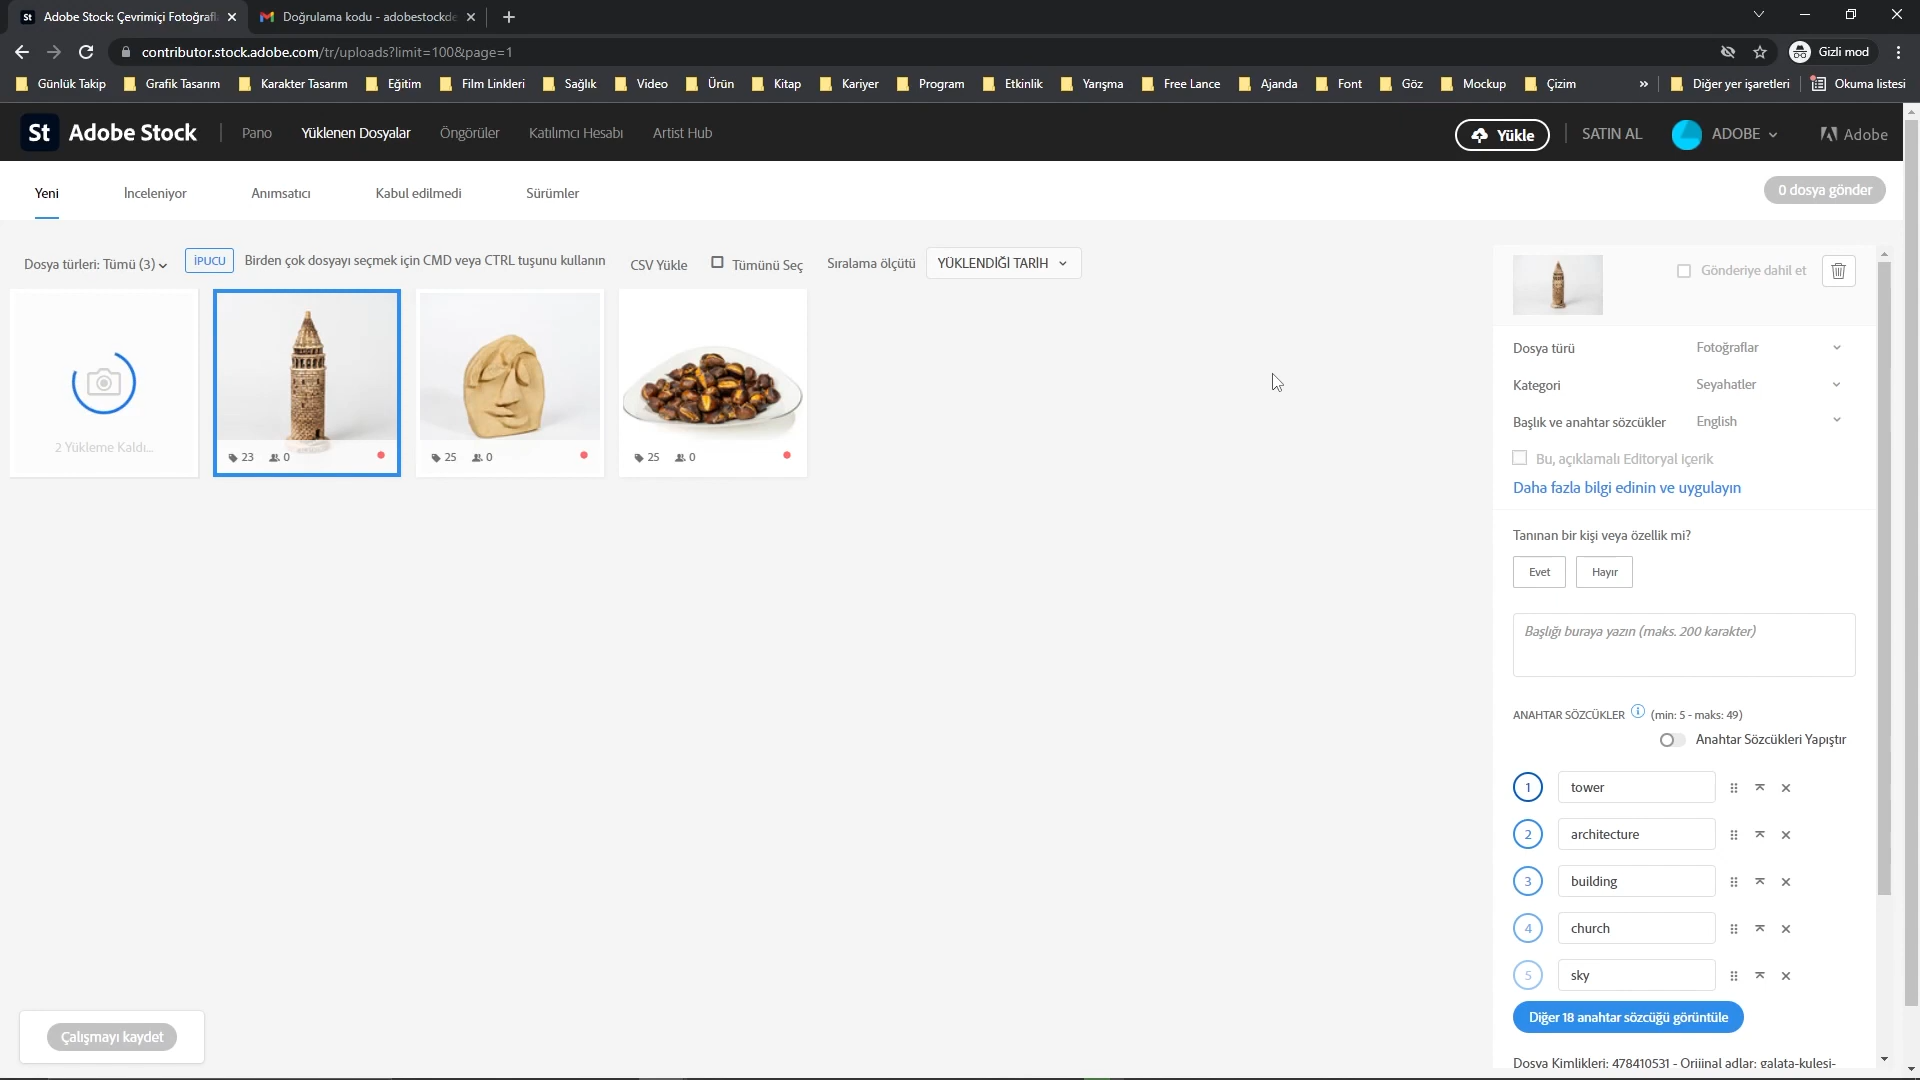 St Adobe Stock: Çevrimiçi Fotoğrafl
Doğrulama kodu - adobestockde
contributor.stock.adobe.com/tr/uploads?limit=100&page=1
Gizli mod
Günlük Takip
Grafik Tasarım
Karakter Tasarım
Eğitim
Film Linkleri
Sağlık
Video
Ürün
Kitap
Kariyer
Program
Etkinlik
Yarışma
Free Lance
Ajanda
Font
Göz
Mockup
Çizim
»
Diğer yer işaretleri
Okuma listesi
St Adobe Stock
Pano
Yüklenen Dosyalar
Öngörüler
Katılımcı Hesabı
Artist Hub
Yükle
SATIN AL
ADOBE
Adobe
Yeni
İnceleniyor
Anımsatıcı
Kabul edilmedi
Sürümler
0 dosya gönder
Dosya türleri: Tümü (3)
İPUCU
Birden çok dosyayı seçmek için CMD veya CTRL tuşunu kullanın
CSV Yükle
Tümünü Seç
Sıralama ölçütü
YÜKLENDİĞİ TARİH
2 Yükleme Kaldı...
23 0
25 0
25 0
Gönderiye dahil et
Dosya türü Fotoğraflar
Kategori Seyahatler
Başlık ve anahtar sözcükler English
Bu, açıklamalı Editoryal içerik
Daha fazla bilgi edinin ve uygulayın
Tanınan bir kişi veya özellik mi?
Evet Hayır
Başlığı buraya yazın (maks. 200 karakter)
ANAHTAR SÖZCÜKLER (min: 5 - maks: 49)
Anahtar Sözcükleri Yapıştır
1 tower
2 architecture
3 building
4 church
5 sky
Diğer 18 anahtar sözcüğü görüntüle
Dosya Kimlikleri: 478410531 - Orijinal adlar: galata-kulesi-
Çalışmayı kaydet